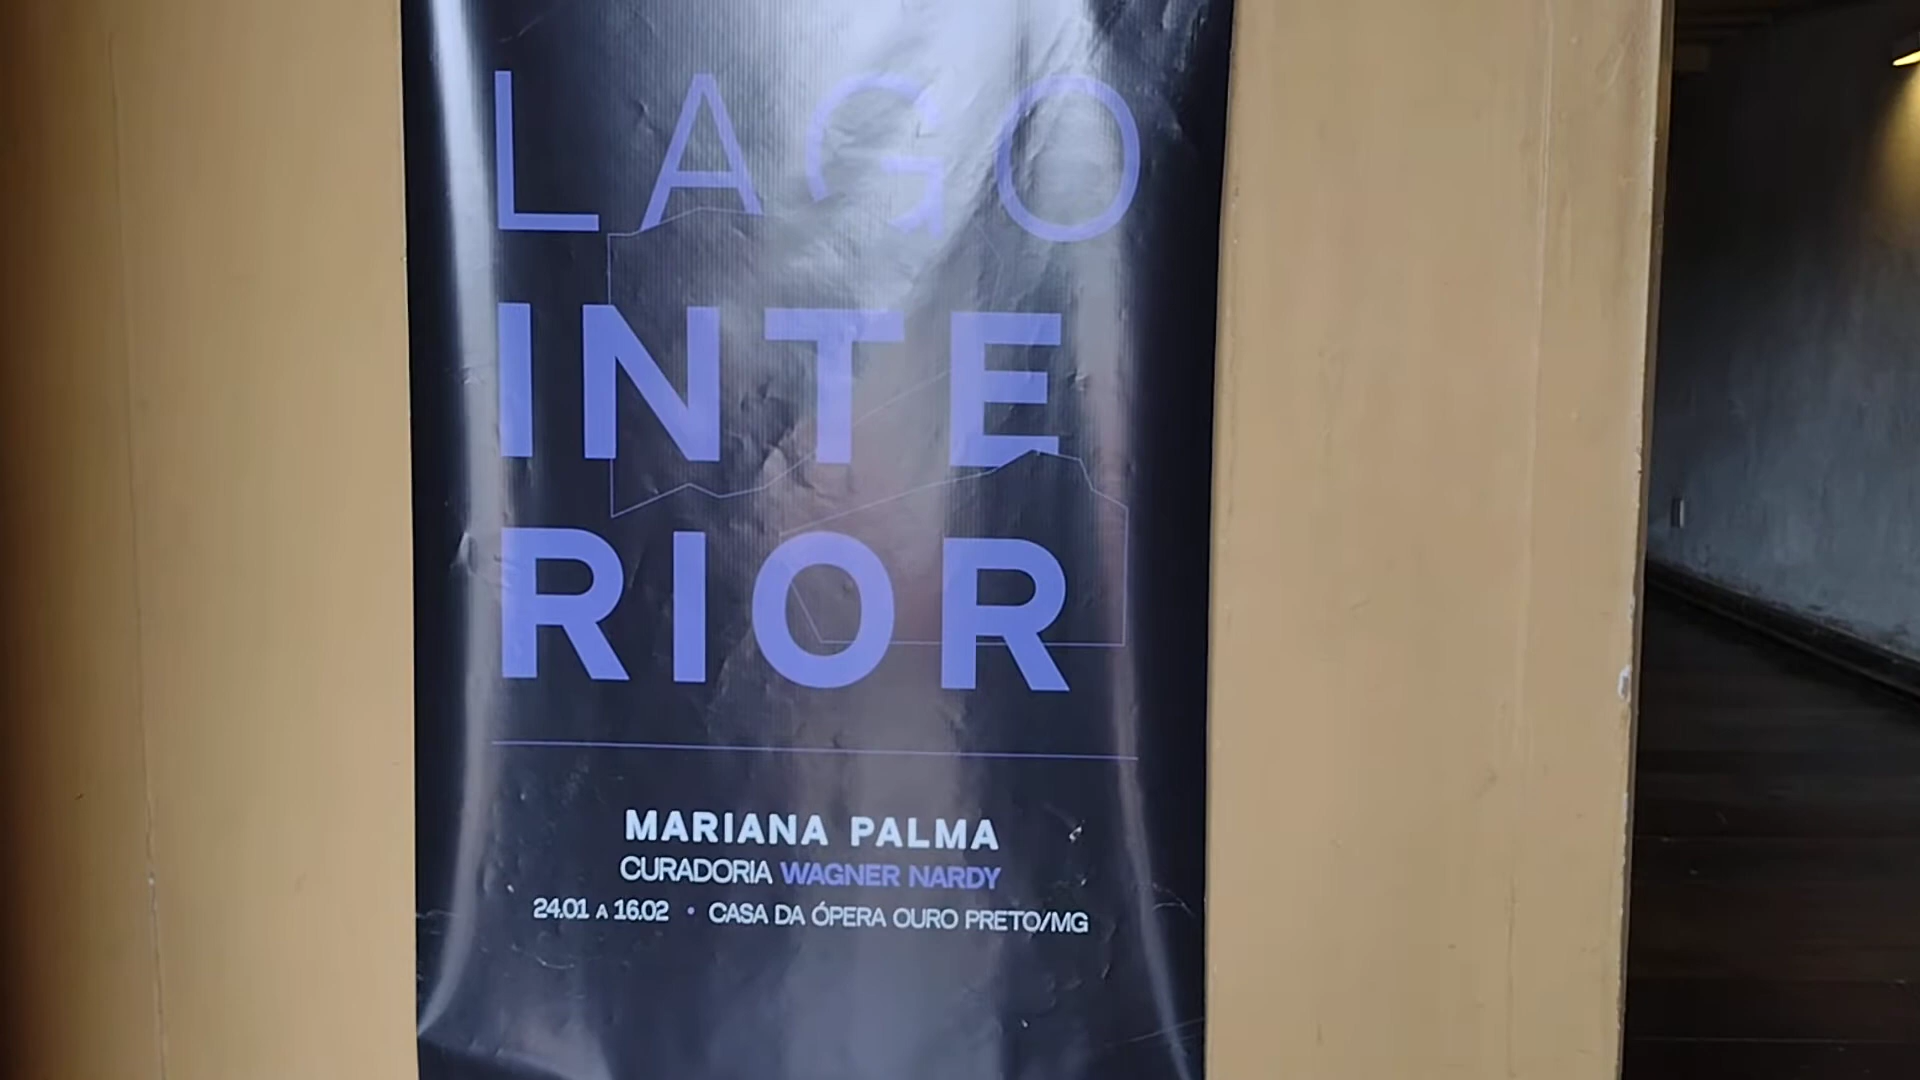 LAGO
INTE
RIOR
MARIANA PALMA
CURADORIA WAGNER NARDY
24.01 A 16.02 • CASA DA ÓPERA OURO PRETO/MG